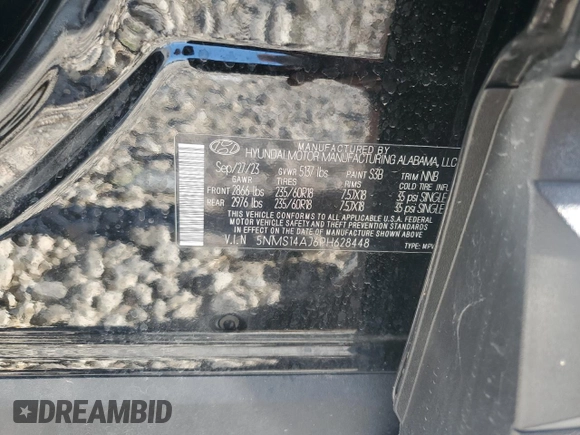 MANUFACTURED BY
HYUNDAI MOTOR MANUFACTURING ALABAMA, LLC
Sep/27/23 GVWR 5137 lbs PAINT S3B TRIM NNB
GAWR TIRES RIMS COLD TIRE INF
FRONT 2866 lbs 235/60R18 7.5JX18 35 psi SINGLE
REAR 2976 lbs 235/60R18 7.5JX18 35 psi SINGLE
THIS VEHICLE CONFORMS TO ALL APPLICABLE U.S. FEDERAL
MOTOR VEHICLE SAFETY AND THEFT PREVENTION STANDARDS
IN EFFECT ON THE DATE OF MANUFACTURE SHOWN ABOVE.
V.I.N 5NMS14AJ6PH628448 TYPE: MPV
DREAMBID